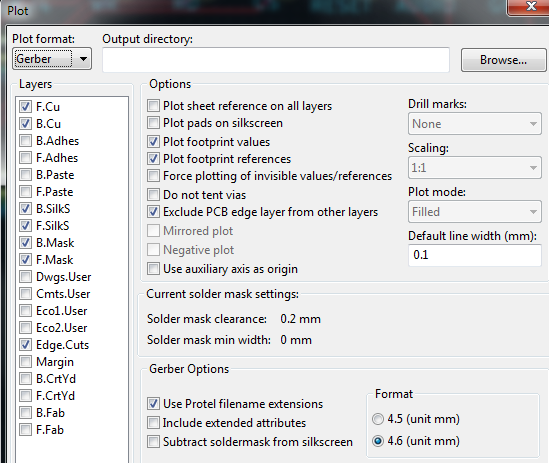 Plot
Plot format:
Output directory:
Gerber
Browse...
Layers
F.Cu
B.Cu
B.Adhes
F.Adhes
B.Paste
F.Paste
B.SilkS
F.SilkS
B.Mask
F.Mask
Dwgs.User
Cmts.User
Eco1.User
Eco2.User
Edge.Cuts
Margin
B.CrtYd
F.CrtYd
B.Fab
F.Fab
Options
Plot sheet reference on all layers
Plot pads on silkscreen
Plot footprint values
Plot footprint references
Force plotting of invisible values/references
Do not tent vias
Exclude PCB edge layer from other layers
Mirrored plot
Negative plot
Use auxiliary axis as origin
Drill marks:
None
Scaling:
1:1
Plot mode:
Filled
Default line width (mm):
0.1
Current solder mask settings:
Solder mask clearance: 0.2 mm
Solder mask min width: 0 mm
Gerber Options
Use Protel filename extensions
Include extended attributes
Subtract soldermask from silkscreen
Format
4.5 (unit mm)
4.6 (unit mm)